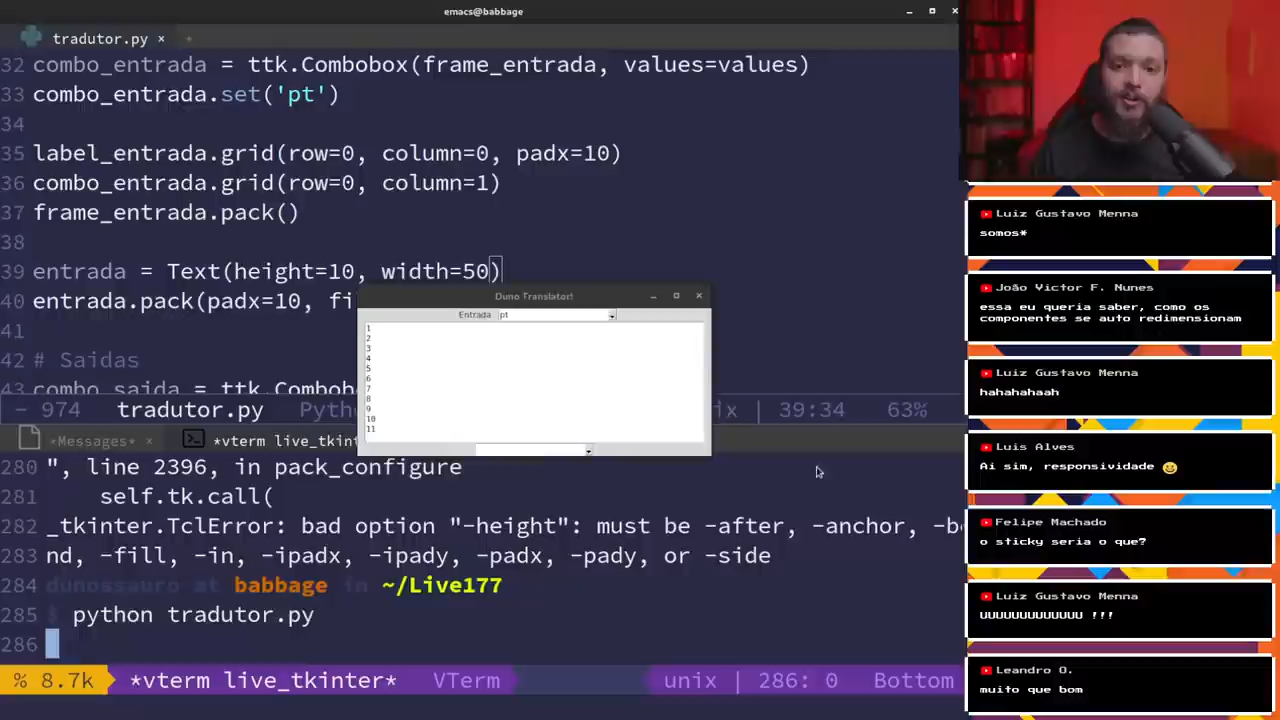 emacs@babbage
tradutor.py ×
32 combo_entrada = ttk.Combobox(frame_entrada, values=values)
33 combo_entrada.set('pt')
34
35 label_entrada.grid(row=0, column=0, padx=10)
36 combo_entrada.grid(row=0, column=1)
37 frame_entrada.pack()
38
39 entrada = Text(height=10, width=50)
40 entrada.pack(padx=10, fi
41
42 # Saidas
43 combo_saida = ttk.Combobo
Duno Translator!
Entrada pt
1
2
3
4
5
6
7
8
9
10
11
- 974 tradutor.py Pytho ix | 39:34 63%
*Messages* × *vterm live_tkint
280 ", line 2396, in pack_configure
281 self.tk.call(
282 _tkinter.TclError: bad option "-height": must be -after, -anchor, -be
283 nd, -fill, -in, -ipadx, -ipady, -padx, -pady, or -side
284 dunossauro at babbage in ~/Live177
285 $ python tradutor.py
286
% 8.7k *vterm live_tkinter* VTerm unix | 286: 0 Bottom
Luiz Gustavo Menna
somos*
João Victor F. Nunes
essa eu queria saber, como os
componentes se auto redimensionam
Luiz Gustavo Menna
hahahahaah
Luis Alves
Ai sim, responsividade
Felipe Machado
o sticky seria o que?
Luiz Gustavo Menna
UUUUUUUUUUUUU !!!
Leandro O.
muito que bom